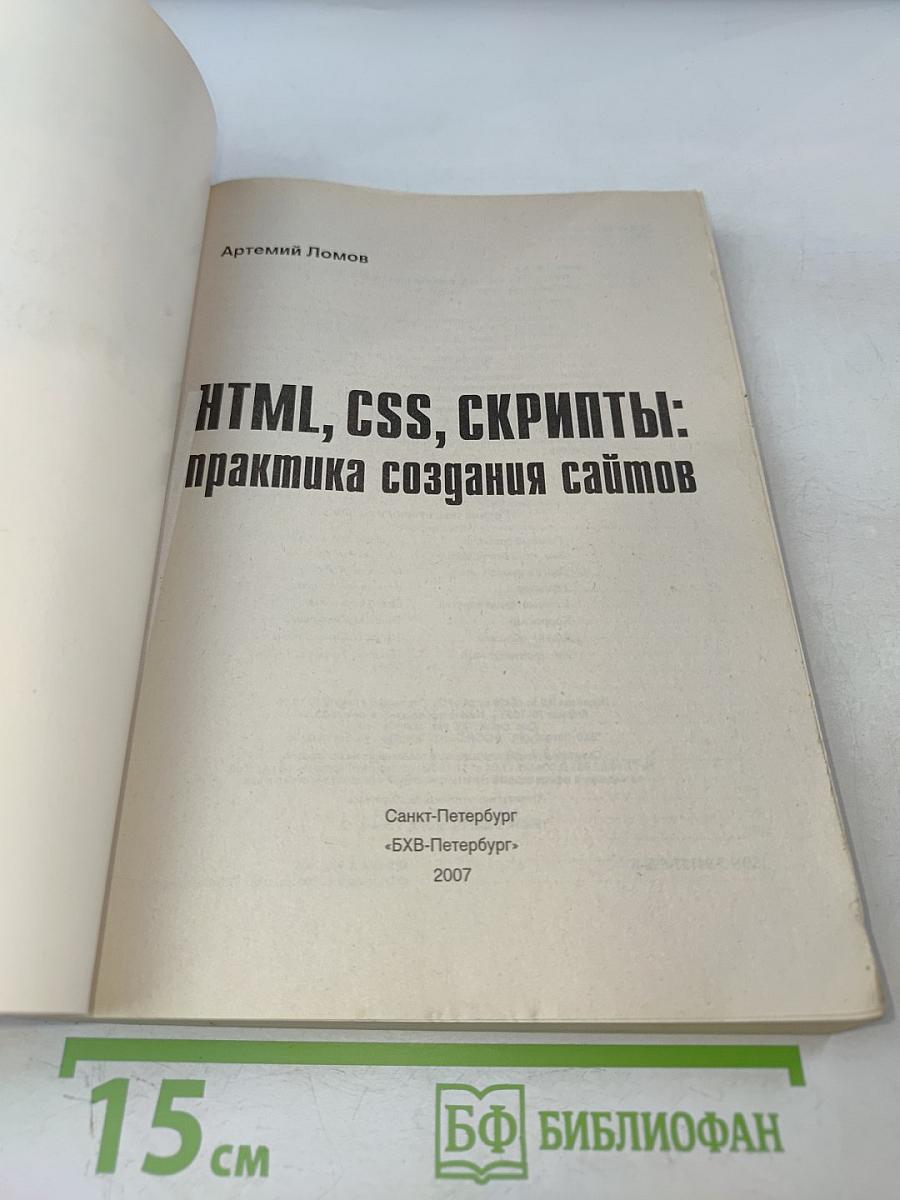 Артемий Ломов
HTML, CSS, СКРИПТЫ:
практика создания сайтов
Санкт-Петербург
«БХВ-Петербург»
2007
15 см
БФ БИБЛИОФАН